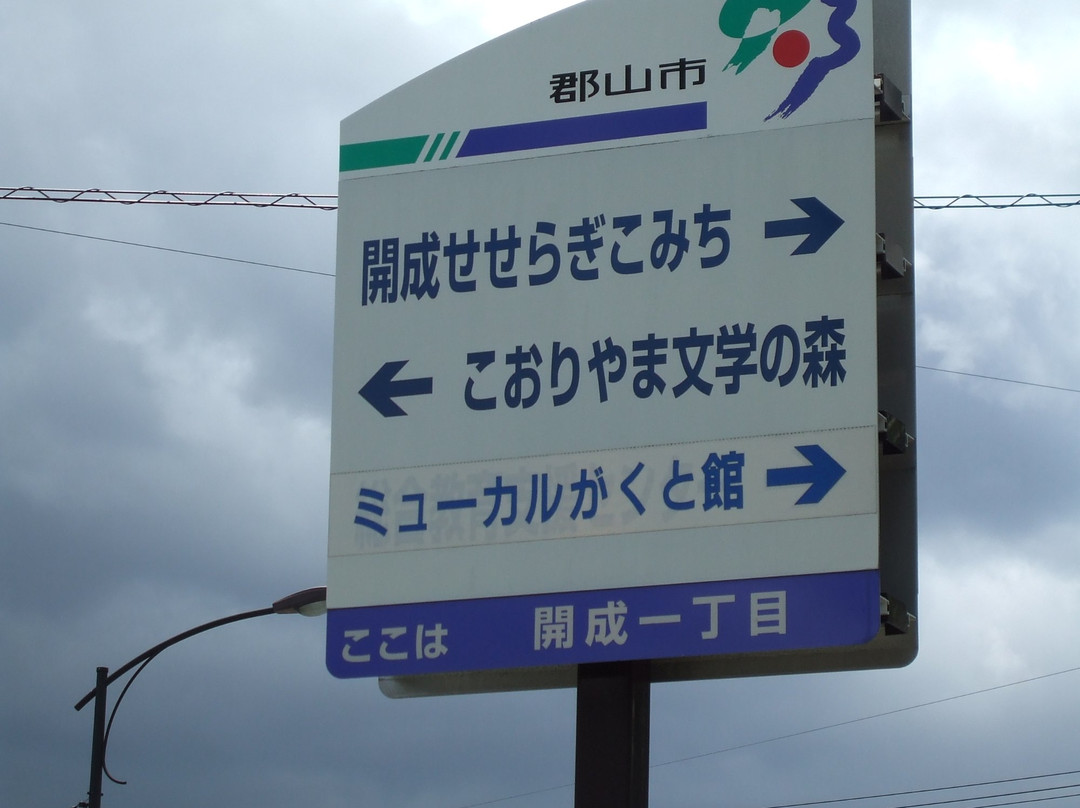 郡山市
開成せせらぎこみち →
← こおりやま文学の森
ミューカルがくと館 →
ここは 開成一丁目